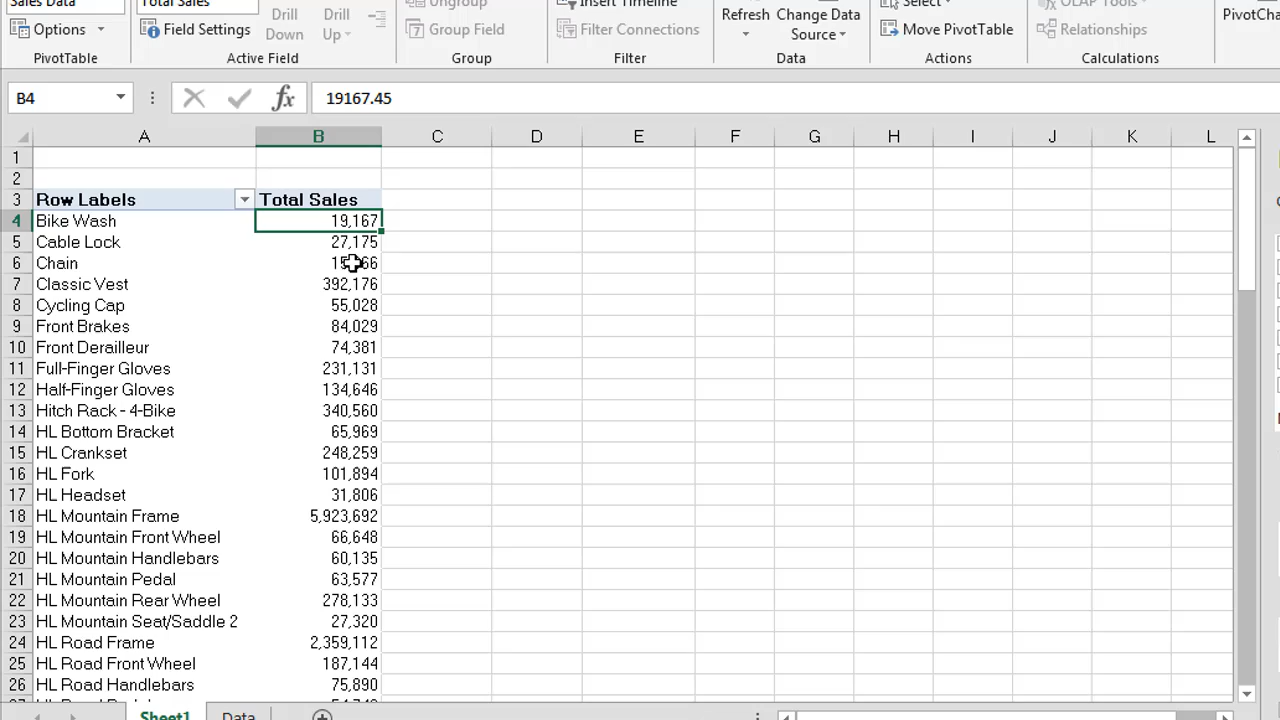 Sales Data
Total Sales
Options
Field Settings
Drill Down
Drill Up
Ungroup
Group Field
Insert Timeline
Filter Connections
Refresh
Change Data Source
Select
Move PivotTable
OLAP Tools
Relationships
PivotTable
Active Field
Group
Filter
Data
Actions
Calculations
B4
fx
19167.45
A B C D E F G H I J K L
1
2
3 Row Labels Total Sales
4 Bike Wash 19,167
5 Cable Lock 27,175
6 Chain
7 Classic Vest 392,176
8 Cycling Cap 55,028
9 Front Brakes 84,029
10 Front Derailleur 74,381
11 Full-Finger Gloves 231,131
12 Half-Finger Gloves 134,646
13 Hitch Rack - 4-Bike 340,560
14 HL Bottom Bracket 65,969
15 HL Crankset 248,259
16 HL Fork 101,894
17 HL Headset 31,806
18 HL Mountain Frame 5,923,692
19 HL Mountain Front Wheel 66,648
20 HL Mountain Handlebars 60,135
21 HL Mountain Pedal 63,577
22 HL Mountain Rear Wheel 278,133
23 HL Mountain Seat/Saddle 2 27,320
24 HL Road Frame 2,359,112
25 HL Road Front Wheel 187,144
26 HL Road Handlebars 75,890
Sheet1 Data